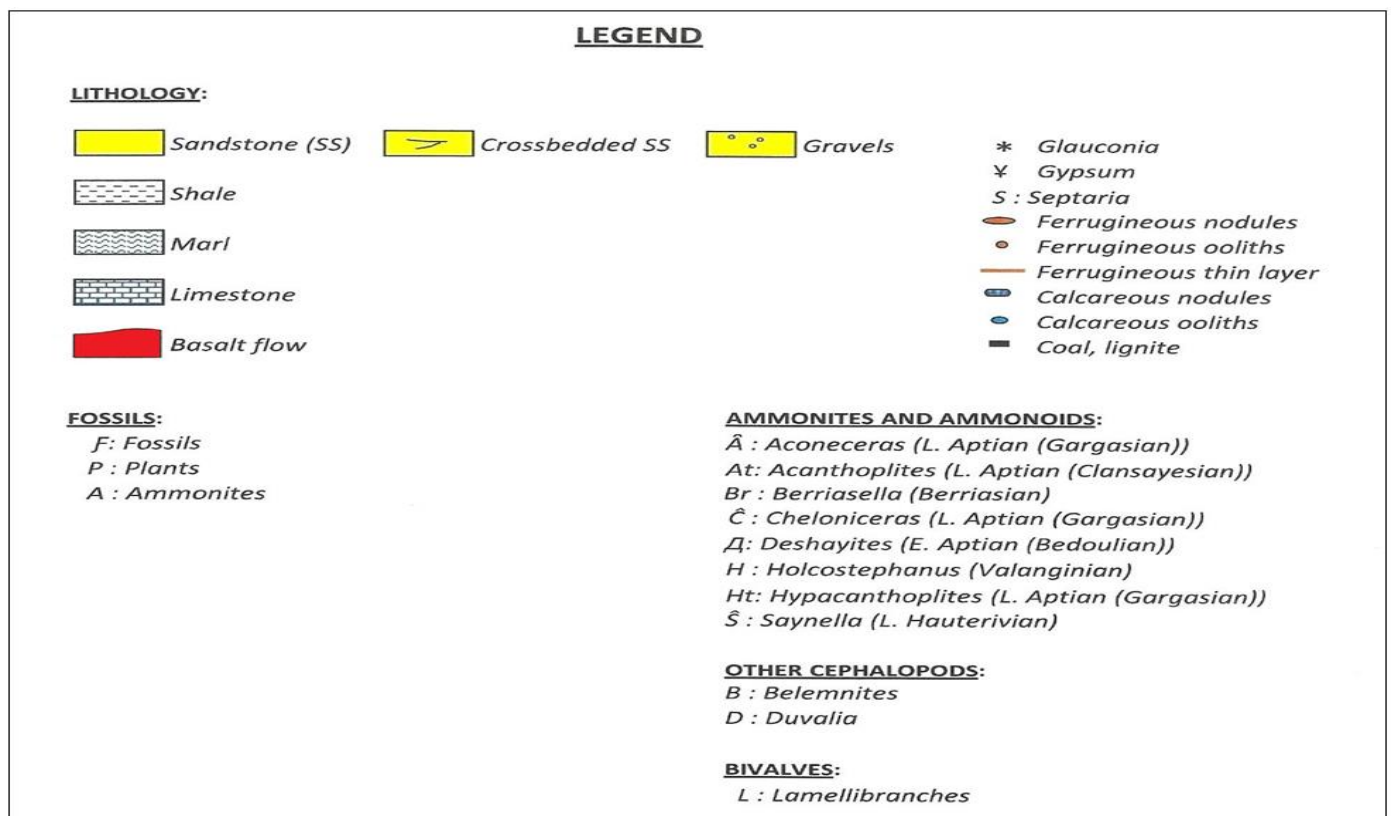 LEGEND
LITHOLOGY:
Sandstone (SS)
Crossbedded SS
Gravels
Shale
Marl
Limestone
Basalt flow
* Glauconia
¥ Gypsum
S : Septaria
Ferrugineous nodules
Ferrugineous ooliths
Ferrugineous thin layer
Calcareous nodules
Calcareous ooliths
Coal, lignite
FOSSILS:
F: Fossils
P : Plants
A : Ammonites
AMMONITES AND AMMONOIDS:
Â : Aconeceras (L. Aptian (Gargasian))
At: Acanthoplites (L. Aptian (Clansayesian))
Br : Berriasella (Berriasian)
Ĉ : Cheloniceras (L. Aptian (Gargasian))
Д: Deshayites (E. Aptian (Bedoulian))
H : Holcostephanus (Valanginian)
Ht: Hypacanthoplites (L. Aptian (Gargasian))
Ŝ : Saynella (L. Hauterivian)
OTHER CEPHALOPODS:
B : Belemnites
D : Duvalia
BIVALVES:
L : Lamellibranches